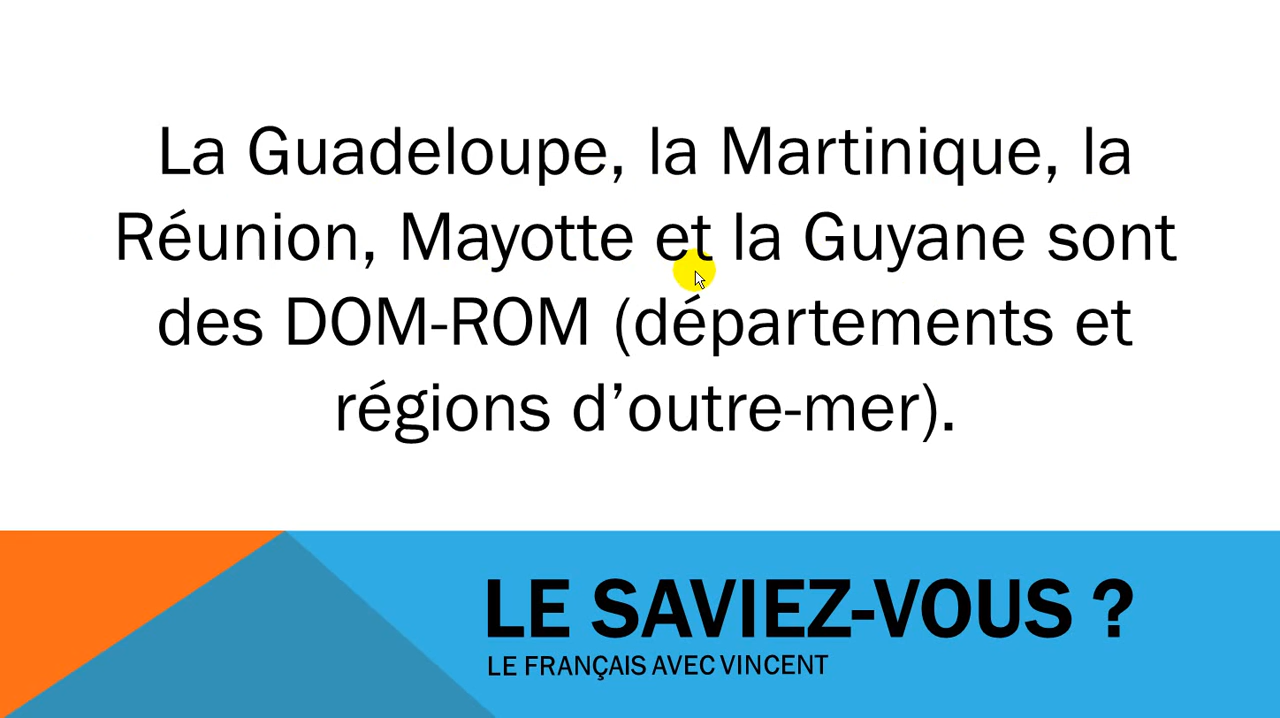 La Guadeloupe, la Martinique, la
Réunion, Mayotte et la Guyane sont
des DOM-ROM (départements et
régions d’outre-mer).
LE SAVIEZ-VOUS ?
LE FRANÇAIS AVEC VINCENT